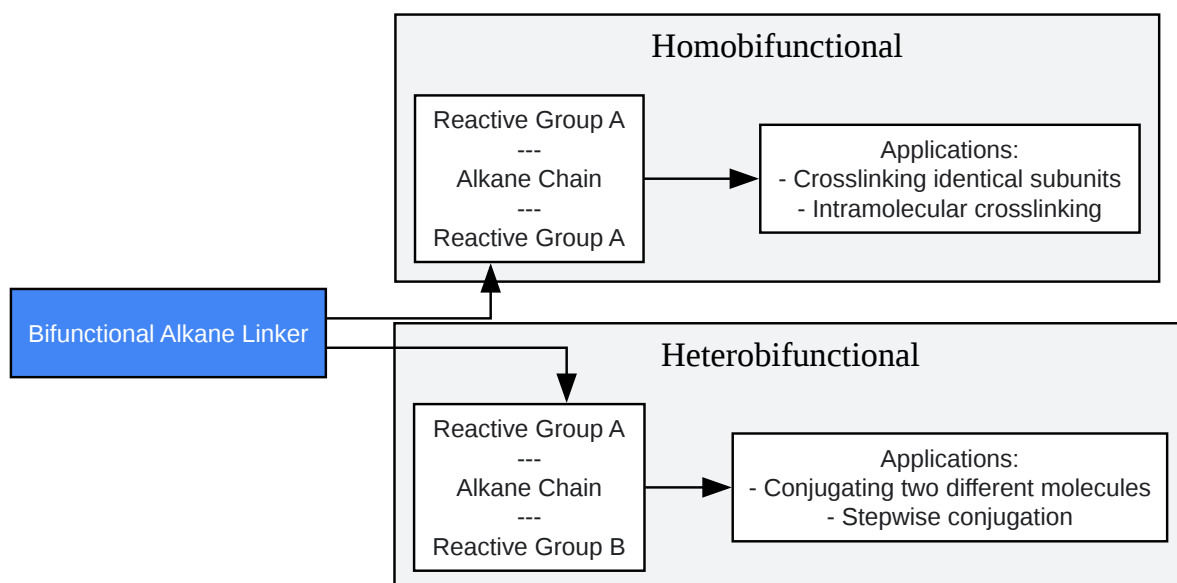 Homobifunctional
Reactive Group A
---
Alkane Chain
---
Reactive Group A
Applications:
- Crosslinking identical subunits
- Intramolecular crosslinking
Bifunctional Alkane Linker
Heterobifunctional
Reactive Group A
---
Alkane Chain
---
Reactive Group B
Applications:
- Conjugating two different molecules
- Stepwise conjugation